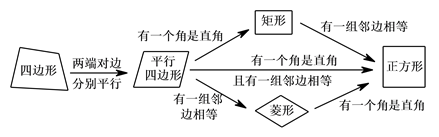 四边形
两端对边
分别平行
平行
四边形
有一个角是直角
矩形
有一组邻边相等
有一个角是直角
且有一组邻边相等
有一组邻
边相等
菱形
有一个角是直角
正方形